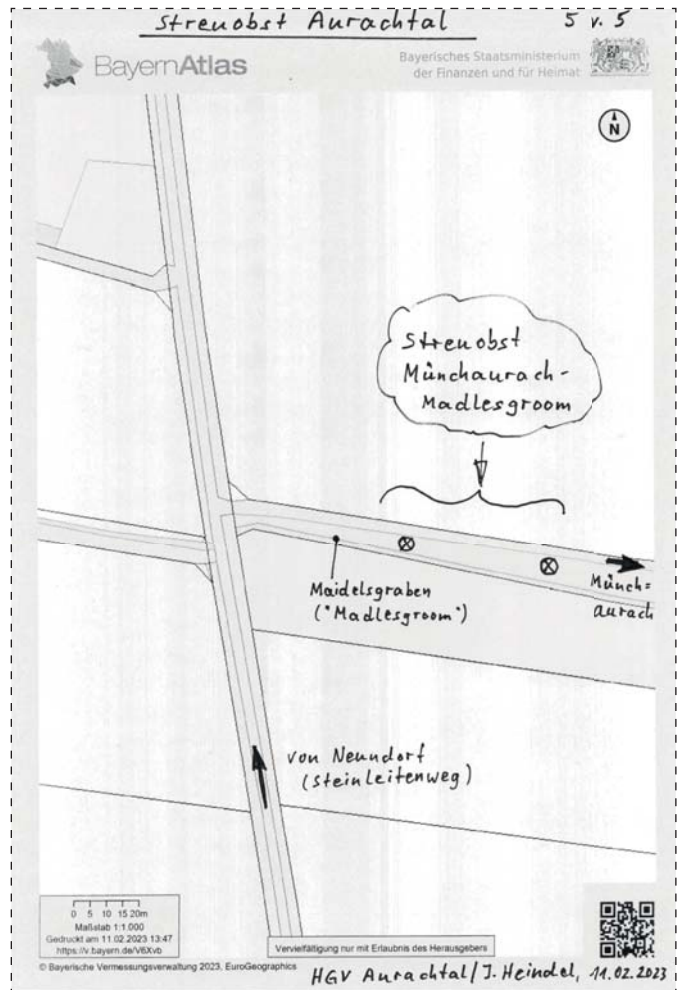 Streuobst Aurachtal 5 v. 5
BayernAtlas
Bayerisches Staatsministerium
der Finanzen und für Heimat
N
Streuobst
Münchaurach-
Madlesgroom
Maidelsgraben
("Madlesgroom")
Münch=
aurach
von Neundorf
(Steinleitenweg)
0 5 10 15 20m
Maßstab 1:1.000
Gedruckt am 11.02.2023 13:47
https://v.bayern.de/V6Xvb
Vervielfältigung nur mit Erlaubnis des Herausgebers
© Bayerische Vermessungsverwaltung 2023, EuroGeographics
HGV Aurachtal/J. Heindel, 11.02.2023